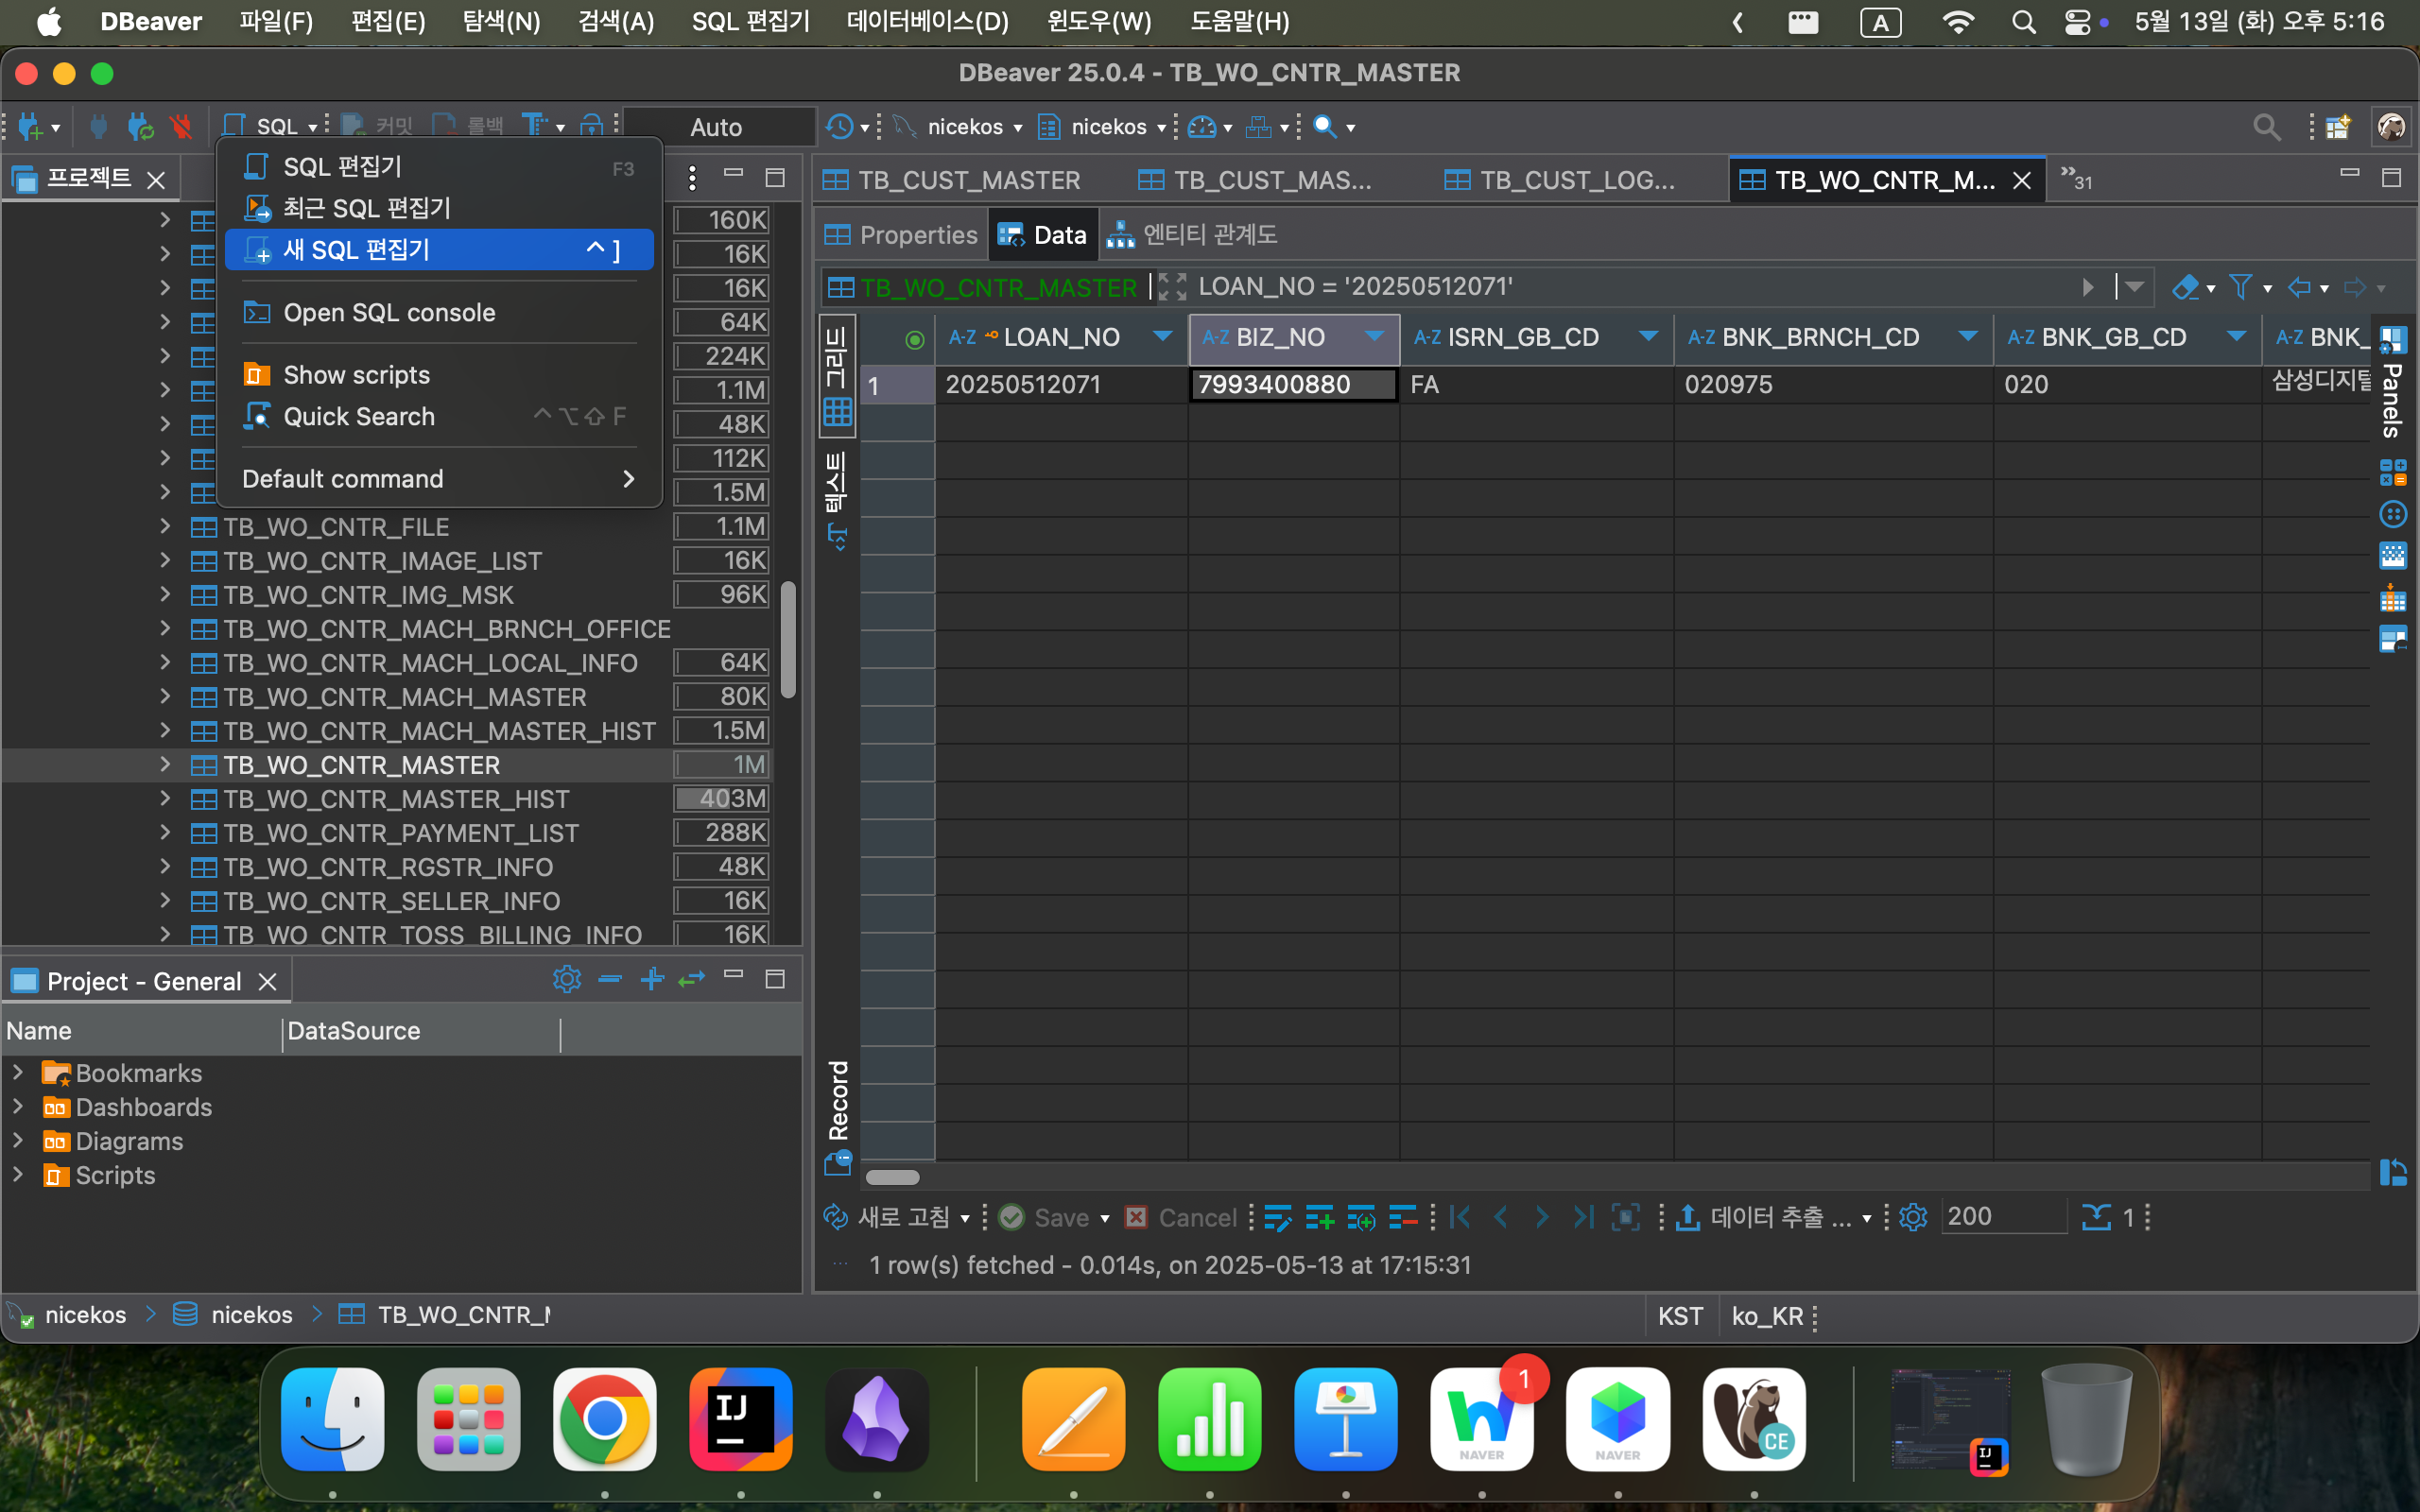 DBeaver 파일(F) 편집(E) 탐색(N) 검색(A) SQL 편집기 데이터베이스(D) 윈도우(W) 도움말(H) A 5월 13일 (화) 오후 5:16
DBeaver 25.0.4 - TB_WO_CNTR_MASTER
SQL 커밋 롤백 Auto nicekos nicekos
프로젝트
SQL 편집기 F3
최근 SQL 편집기
새 SQL 편집기 ^ ]
Open SQL console
Show scripts
Quick Search ^⌥⇧F
Default command
160K
16K
16K
64K
224K
1.1M
48K
112K
1.5M
TB_WO_CNTR_FILE 1.1M
TB_WO_CNTR_IMAGE_LIST 16K
TB_WO_CNTR_IMG_MSK 96K
TB_WO_CNTR_MACH_BRNCH_OFFICE
TB_WO_CNTR_MACH_LOCAL_INFO 64K
TB_WO_CNTR_MACH_MASTER 80K
TB_WO_CNTR_MACH_MASTER_HIST 1.5M
TB_WO_CNTR_MASTER 1M
TB_WO_CNTR_MASTER_HIST 403M
TB_WO_CNTR_PAYMENT_LIST 288K
TB_WO_CNTR_RGSTR_INFO 48K
TB_WO_CNTR_SELLER_INFO 16K
TB_WO_CNTR_TOSS_BILLING_INFO 16K
Project - General
Name DataSource
Bookmarks
Dashboards
Diagrams
Scripts
TB_CUST_MASTER TB_CUST_MAS... TB_CUST_LOG... TB_WO_CNTR_M... »31
Properties Data 엔티티 관계도
TB_WO_CNTR_MASTER LOAN_NO = '20250512071'
그리드
텍스트
Record
A-Z LOAN_NO A-Z BIZ_NO A-Z ISRN_GB_CD A-Z BNK_BRNCH_CD A-Z BNK_GB_CD A-Z BNK_
1 20250512071 7993400880 FA 020975 020 삼성디지털
Panels
새로 고침 Save Cancel 데이터 추출 ... 200 1
1 row(s) fetched - 0.014s, on 2025-05-13 at 17:15:31
nicekos nicekos TB_WO_CNTR_M KST ko_KR
IJ
NAVER 1
NAVER
CE
IJ